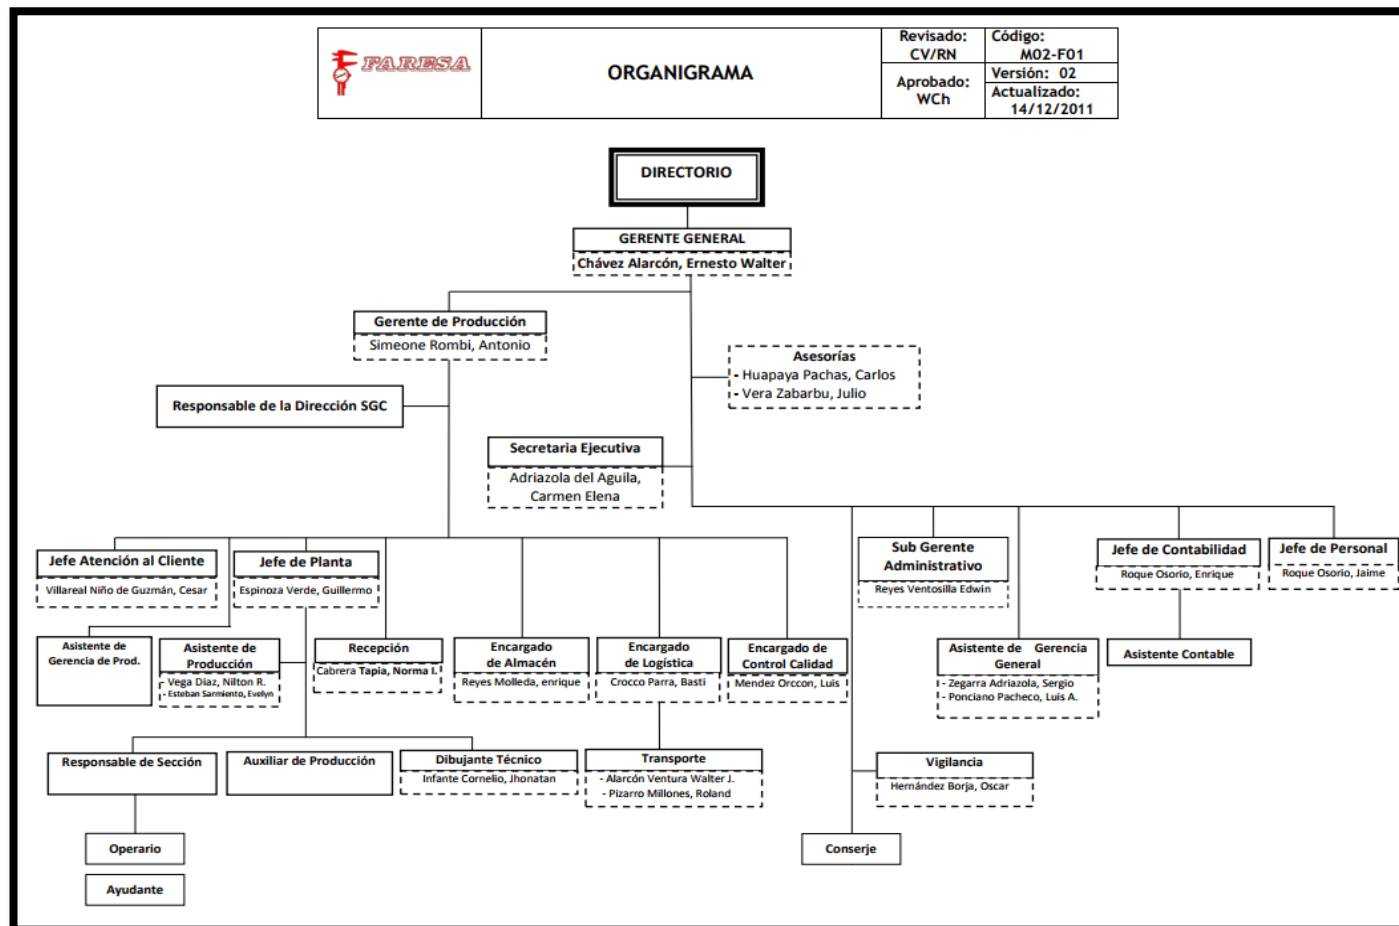 FARESA
ORGANIGRAMA
Revisado:
CV/RN
Aprobado:
WCh
Código:
M02-F01
Versión: 02
Actualizado:
14/12/2011
DIRECTORIO
GERENTE GENERAL
Chávez Alarcón, Ernesto Walter
Gerente de Producción
Simeone Rombi, Antonio
Asesorías
- Huapaya Pachas, Carlos
- Vera Zabarbu, Julio
Responsable de la Dirección SGC
Secretaria Ejecutiva
Adriazola del Aguila,
Carmen Elena
Jefe Atención al Cliente
Villareal Niño de Guzmán, Cesar
Jefe de Planta
Espinoza Verde, Guillermo
Sub Gerente
Administrativo
Reyes Ventosilla Edwin
Jefe de Contabilidad
Roque Osorio, Enrique
Jefe de Personal
Roque Osorio, Jaime
Asistente de
Gerencia de Prod.
Asistente de
Producción
- Vega Diaz, Nilton R.
- Esteban Sarmiento, Evelyn
Recepción
Cabrera Tapia, Norma I.
Encargado
de Almacén
Reyes Molleda, enrique
Encargado
de Logística
Crocco Parra, Basti
Encargado de
Control Calidad
Mendez Orccon, Luis
Asistente de Gerencia
General
- Zegarra Adriazola, Sergio
- Ponciano Pacheco, Luis A.
Asistente Contable
Responsable de Sección
Auxiliar de Producción
Dibujante Técnico
Infante Cornelio, Jhonatan
Transporte
- Alarcón Ventura Walter J.
- Pizarro Millones, Roland
Vigilancia
Hernández Borja, Oscar
Operario
Conserje
Ayudante